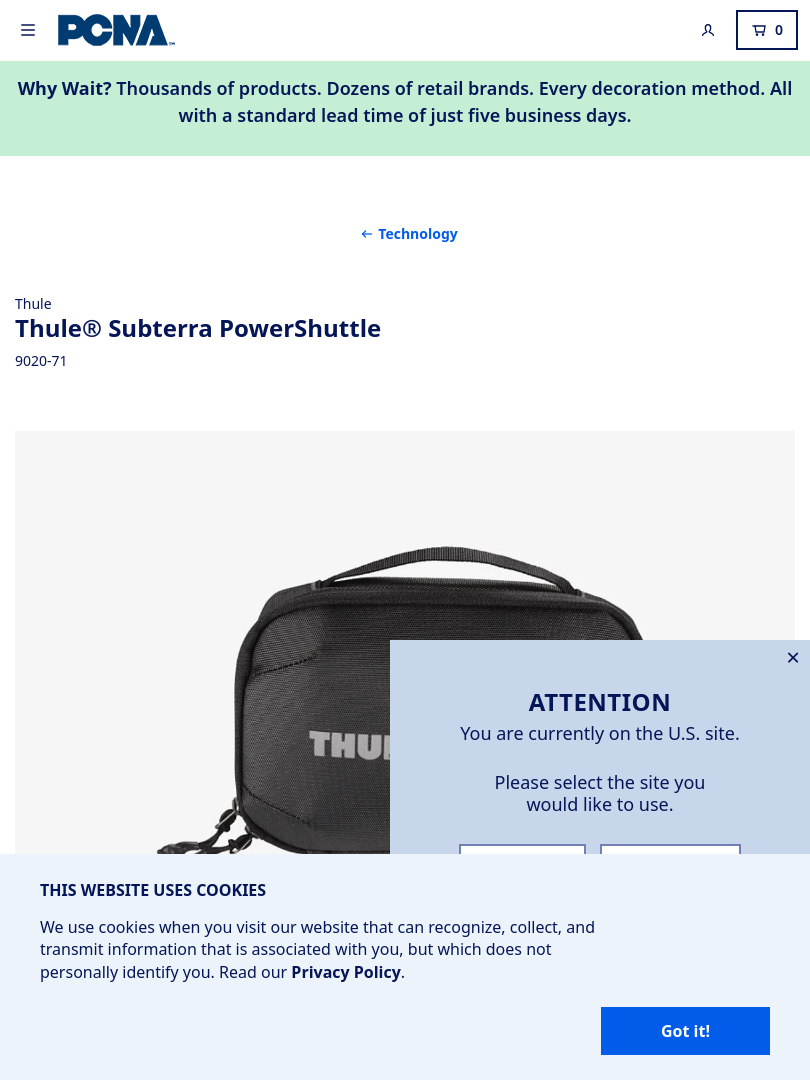 PCNA
0
Why Wait? Thousands of products. Dozens of retail brands. Every decoration method. All
with a standard lead time of just five business days.
← Technology
Thule
Thule® Subterra PowerShuttle
9020-71
ATTENTION
You are currently on the U.S. site.
Please select the site you
would like to use.
THIS WEBSITE USES COOKIES
We use cookies when you visit our website that can recognize, collect, and
transmit information that is associated with you, but which does not
personally identify you. Read our Privacy Policy.
Got it!